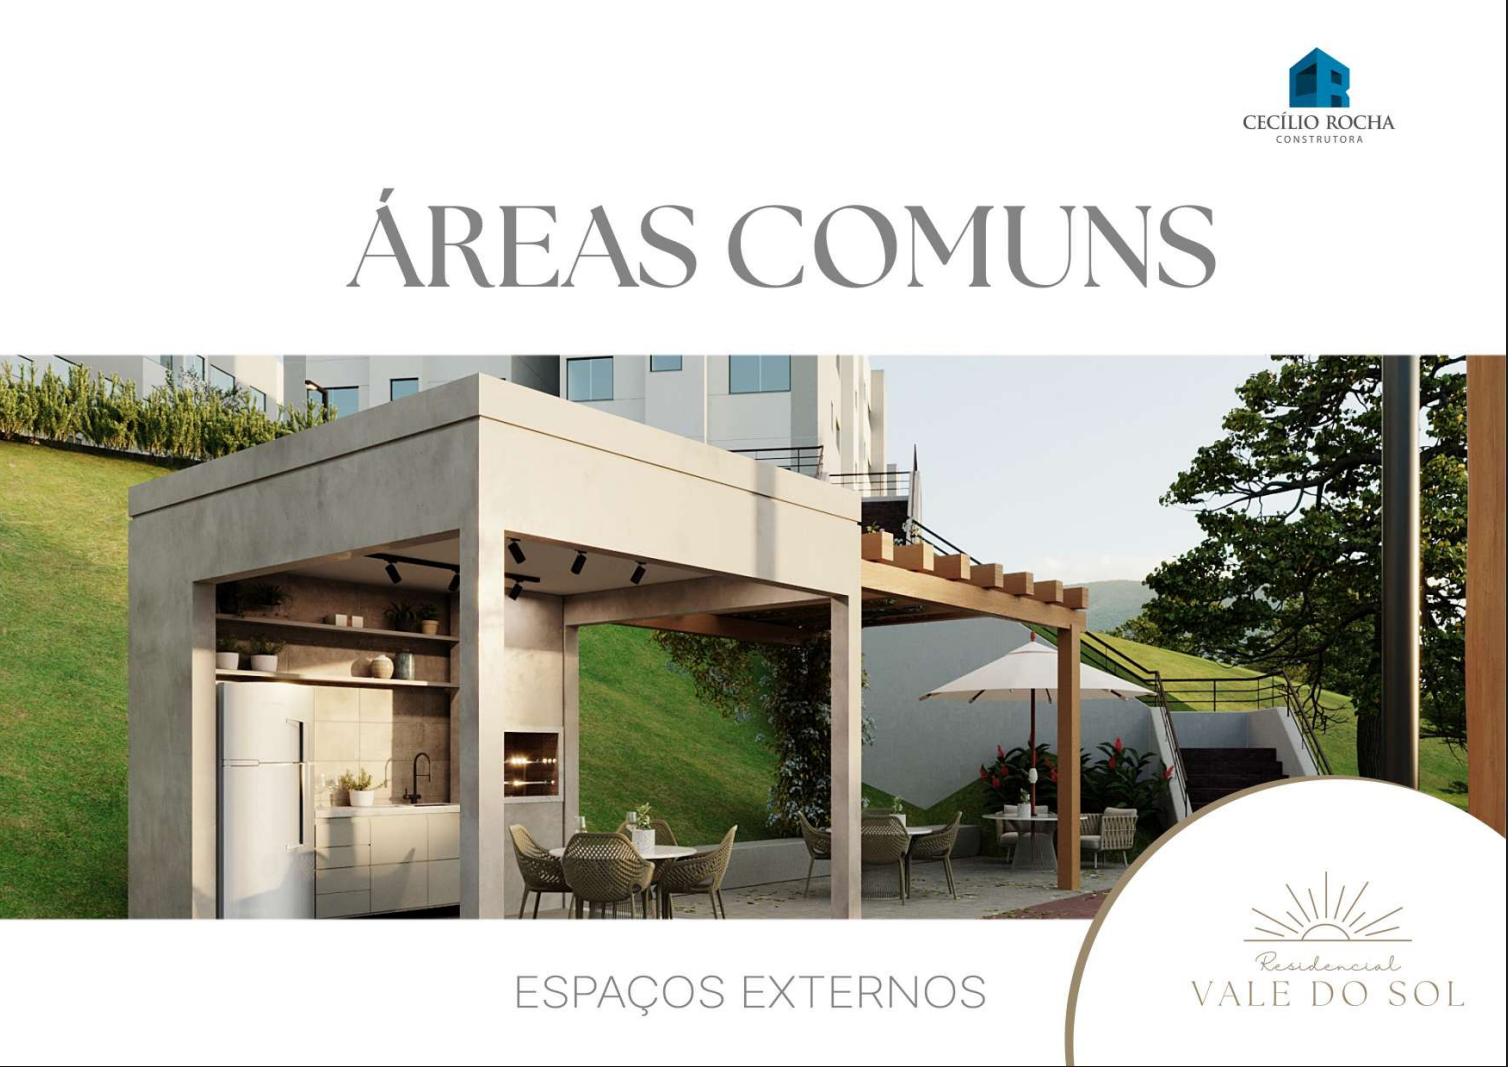 CECÍLIO ROCHA
CONSTRUTORA
ÁREAS COMUNS
ESPAÇOS EXTERNOS
Residencial
VALE DO SOL